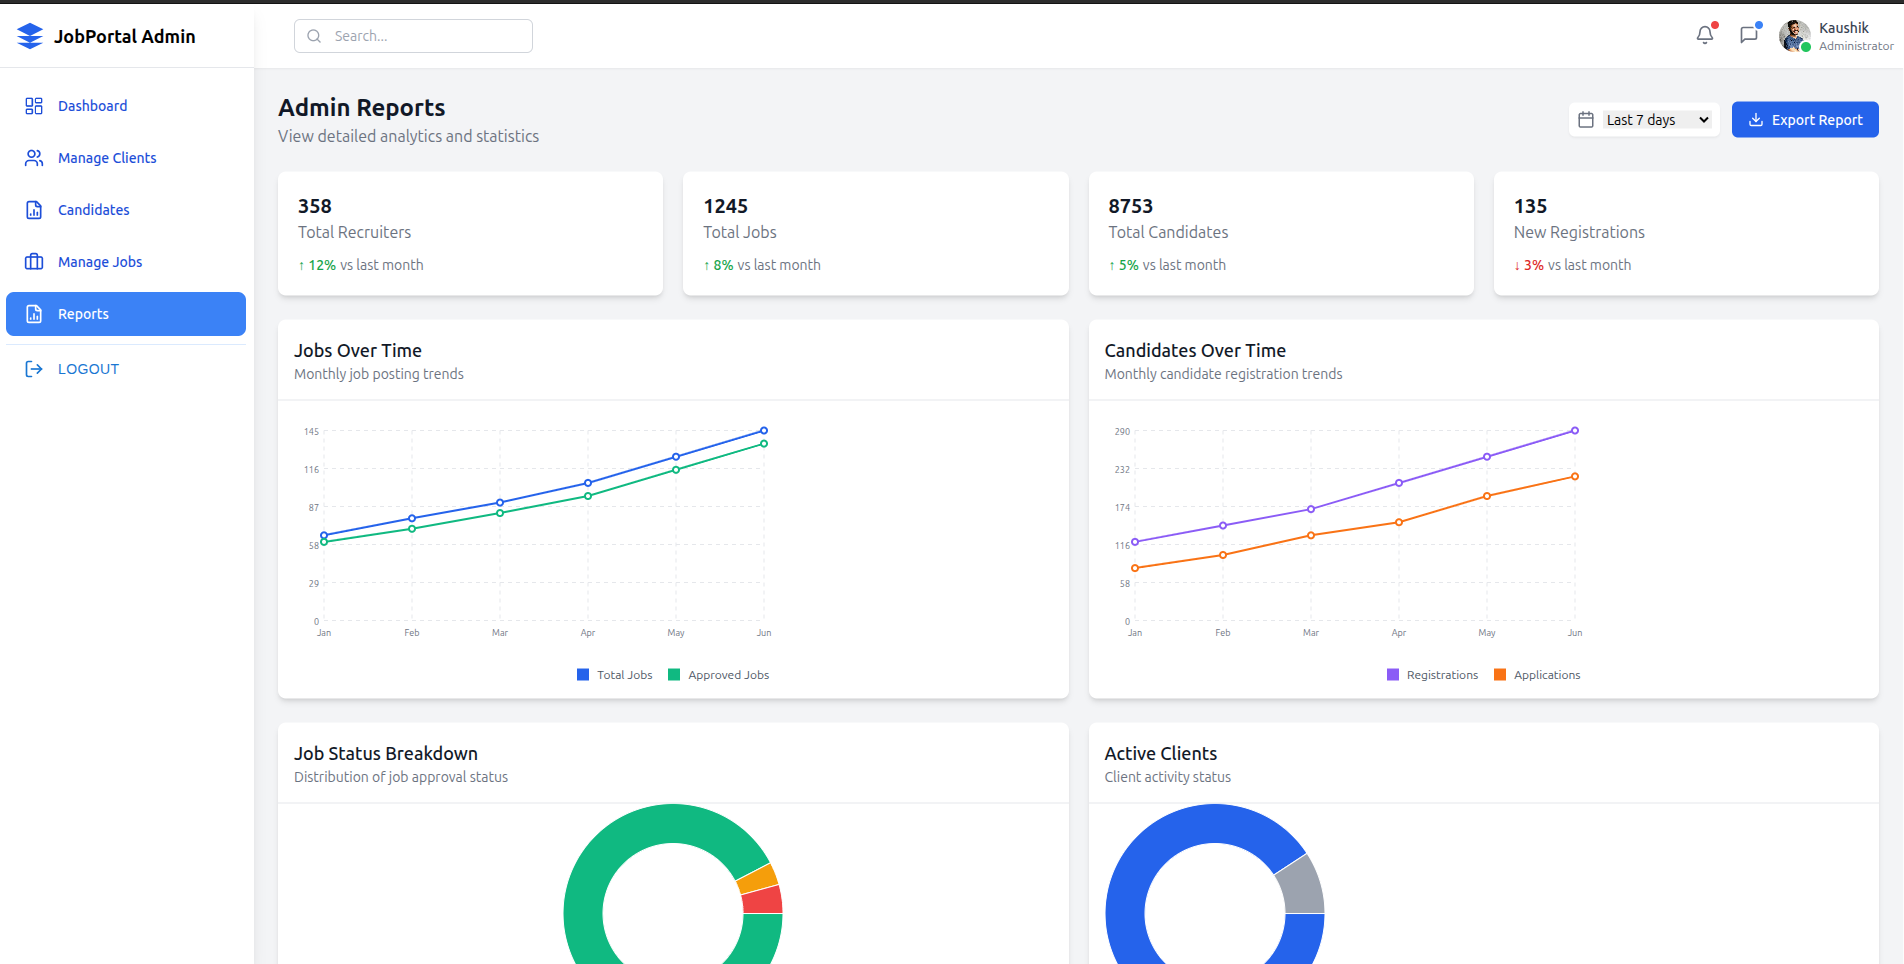 JobPortal Admin
Search...
Kaushik
Administrator
Dashboard
Manage Clients
Candidates
Manage Jobs
Reports
LOGOUT
Admin Reports
View detailed analytics and statistics
Last 7 days
Export Report
358
Total Recruiters
↑ 12% vs last month
1245
Total Jobs
↑ 8% vs last month
8753
Total Candidates
↑ 5% vs last month
135
New Registrations
↓ 3% vs last month
Jobs Over Time
Monthly job posting trends
145
116
87
58
29
0
Jan Feb Mar Apr May Jun
Total Jobs Approved Jobs
Candidates Over Time
Monthly candidate registration trends
290
232
174
116
58
0
Jan Feb Mar Apr May Jun
Registrations Applications
Job Status Breakdown
Distribution of job approval status
Active Clients
Client activity status